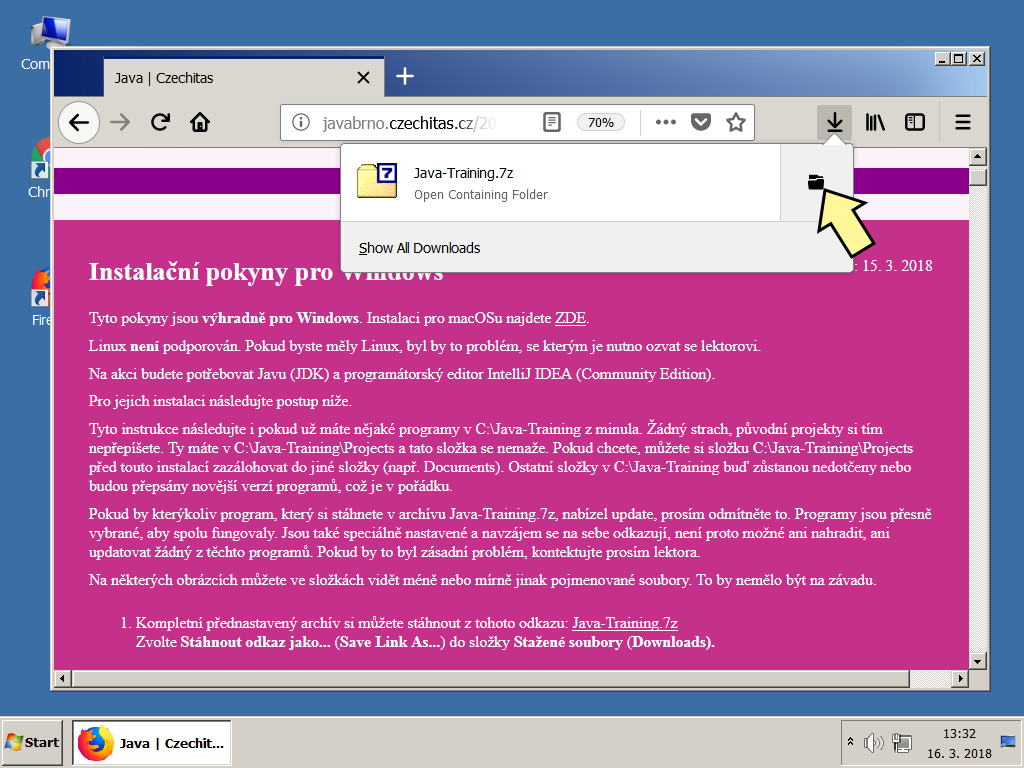 Com
Java | Czechitas
javabrno.czechitas.cz/20
70%
Chr
7 Java-Training.7z
Open Containing Folder
Show All Downloads
Instalační pokyny pro Windows
: 15. 3. 2018
Fire
Tyto pokyny jsou výhradně pro Windows. Instalaci pro macOSu najdete ZDE.
Linux není podporován. Pokud byste měly Linux, byl by to problém, se kterým je nutno ozvat se lektorovi.
Na akci budete potřebovat Javu (JDK) a programátorský editor IntelliJ IDEA (Community Edition).
Pro jejich instalaci následujte postup níže.
Tyto instrukce následujte i pokud už máte nějaké programy v C:\Java-Training z minula. Žádný strach, původní projekty si tím
nepřepíšete. Ty máte v C:\Java-Training\Projects a tato složka se nemaže. Pokud chcete, můžete si složku C:\Java-Training\Projects
před touto instalací zazálohovat do jiné složky (např. Documents). Ostatní složky v C:\Java-Training buď zůstanou nedotčeny nebo
budou přepsány novější verzí programů, což je v pořádku.
Pokud by kterýkoliv program, který si stáhnete v archívu Java-Training.7z, nabízel update, prosím odmítněte to. Programy jsou přesně
vybrané, aby spolu fungovaly. Jsou také speciálně nastavené a navzájem se na sebe odkazují, není proto možné ani nahradit, ani
updatovat žádný z těchto programů. Pokud by to byl zásadní problém, kontektujte prosím lektora.
Na některých obrázcích můžete ve složkách vidět méně nebo mírně jinak pojmenované soubory. To by nemělo být na závadu.
1. Kompletní přednastavený archív si můžete stáhnout z tohoto odkazu: Java-Training.7z
Zvolte Stáhnout odkaz jako... (Save Link As...) do složky Stažené soubory (Downloads).
Start
Java | Czechit...
13:32
16. 3. 2018